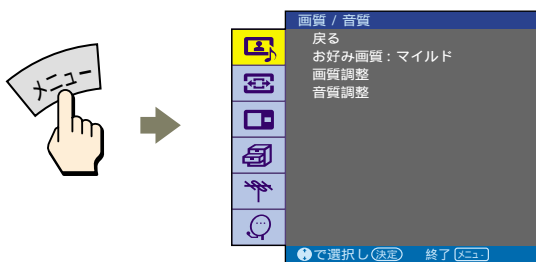 メニュー
画質 / 音質
戻る
お好み画質 : マイルド
画質調整
音質調整
で選択し 決定 終了 メニュー